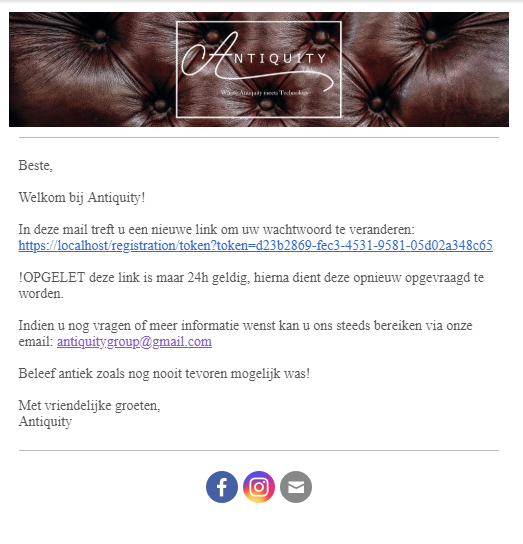 ANTIQUITY
Where Antiquity meets Technology
Beste,
Welkom bij Antiquity!
In deze mail treft u een nieuwe link om uw wachtwoord te veranderen:
https://localhost/registration/token?token=d23b2869-fec3-4531-9581-05d02a348c65
!OPGELET deze link is maar 24h geldig, hierna dient deze opnieuw opgevraagd te
worden.
Indien u nog vragen of meer informatie wenst kan u ons steeds bereiken via onze
email: antiquitygroup@gmail.com
Beleef antiek zoals nog nooit tevoren mogelijk was!
Met vriendelijke groeten,
Antiquity